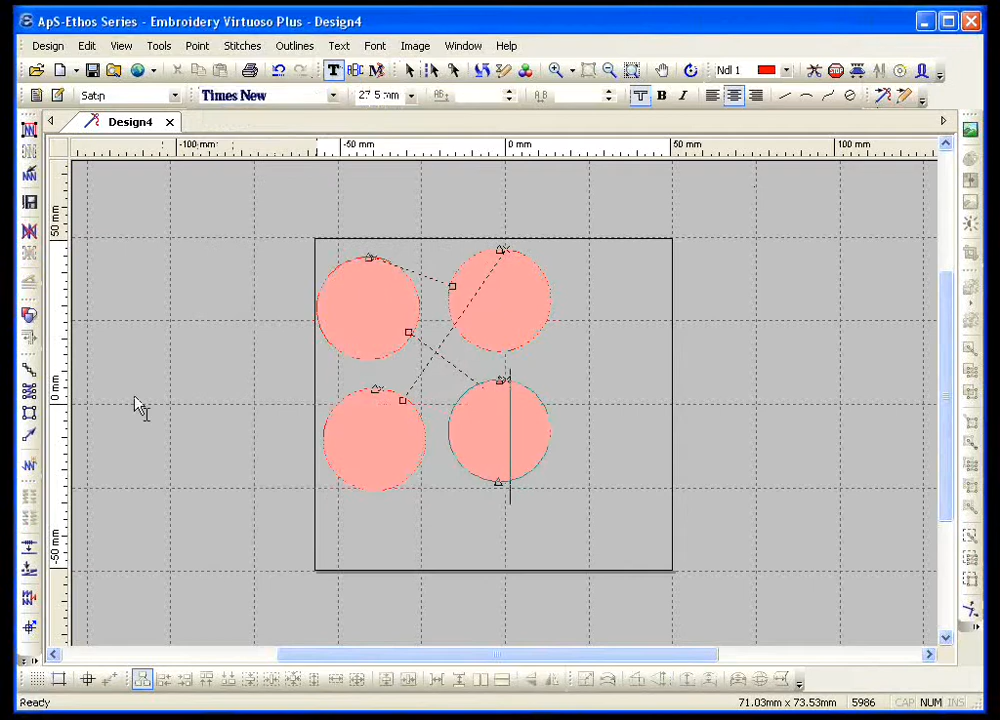 ApS-Ethos Series - Embroidery Virtuoso Plus - Design4
Design Edit View Tools Point Stitches Outlines Text Font Image Window Help
Ndl 1
Satin Times New 27.5 mm
Design4
-100 mm -50 mm 0 mm 50 mm 100 mm
50 mm
0 mm
-50 mm
Ready 71.03mm x 73.53mm 5986 CAP NUM INS